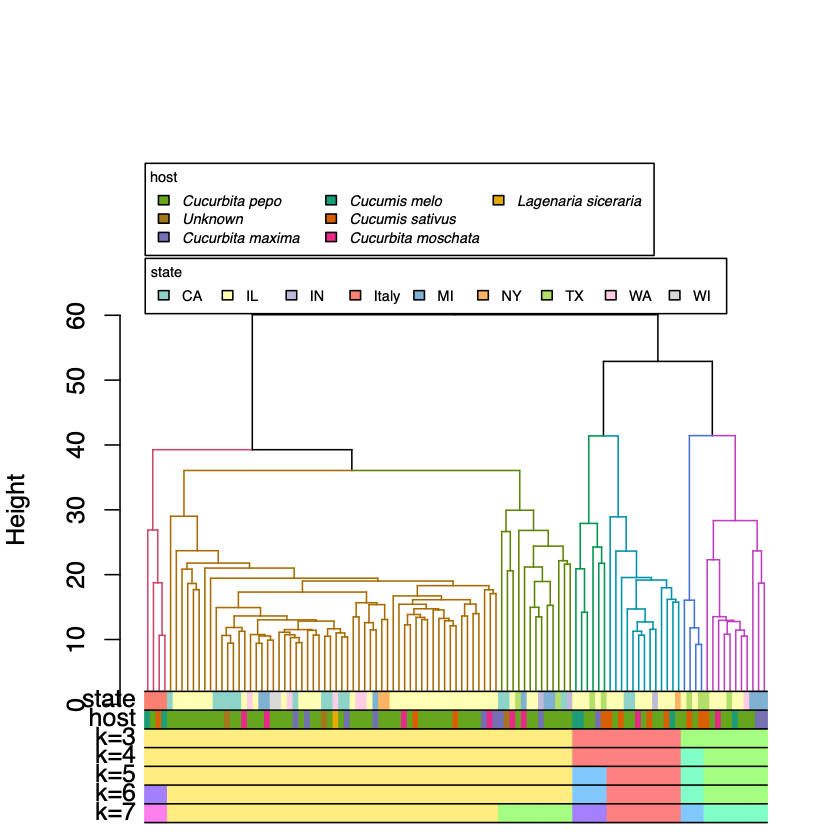 host
Cucurbita pepo Cucumis melo Lagenaria siceraria
Unknown Cucumis sativus
Cucurbita maxima Cucurbita moschata
state
CA IL IN Italy MI NY TX WA WI
60
50
40
30
20
10
0
Height
state
host
k=3
k=4
k=5
k=6
k=7